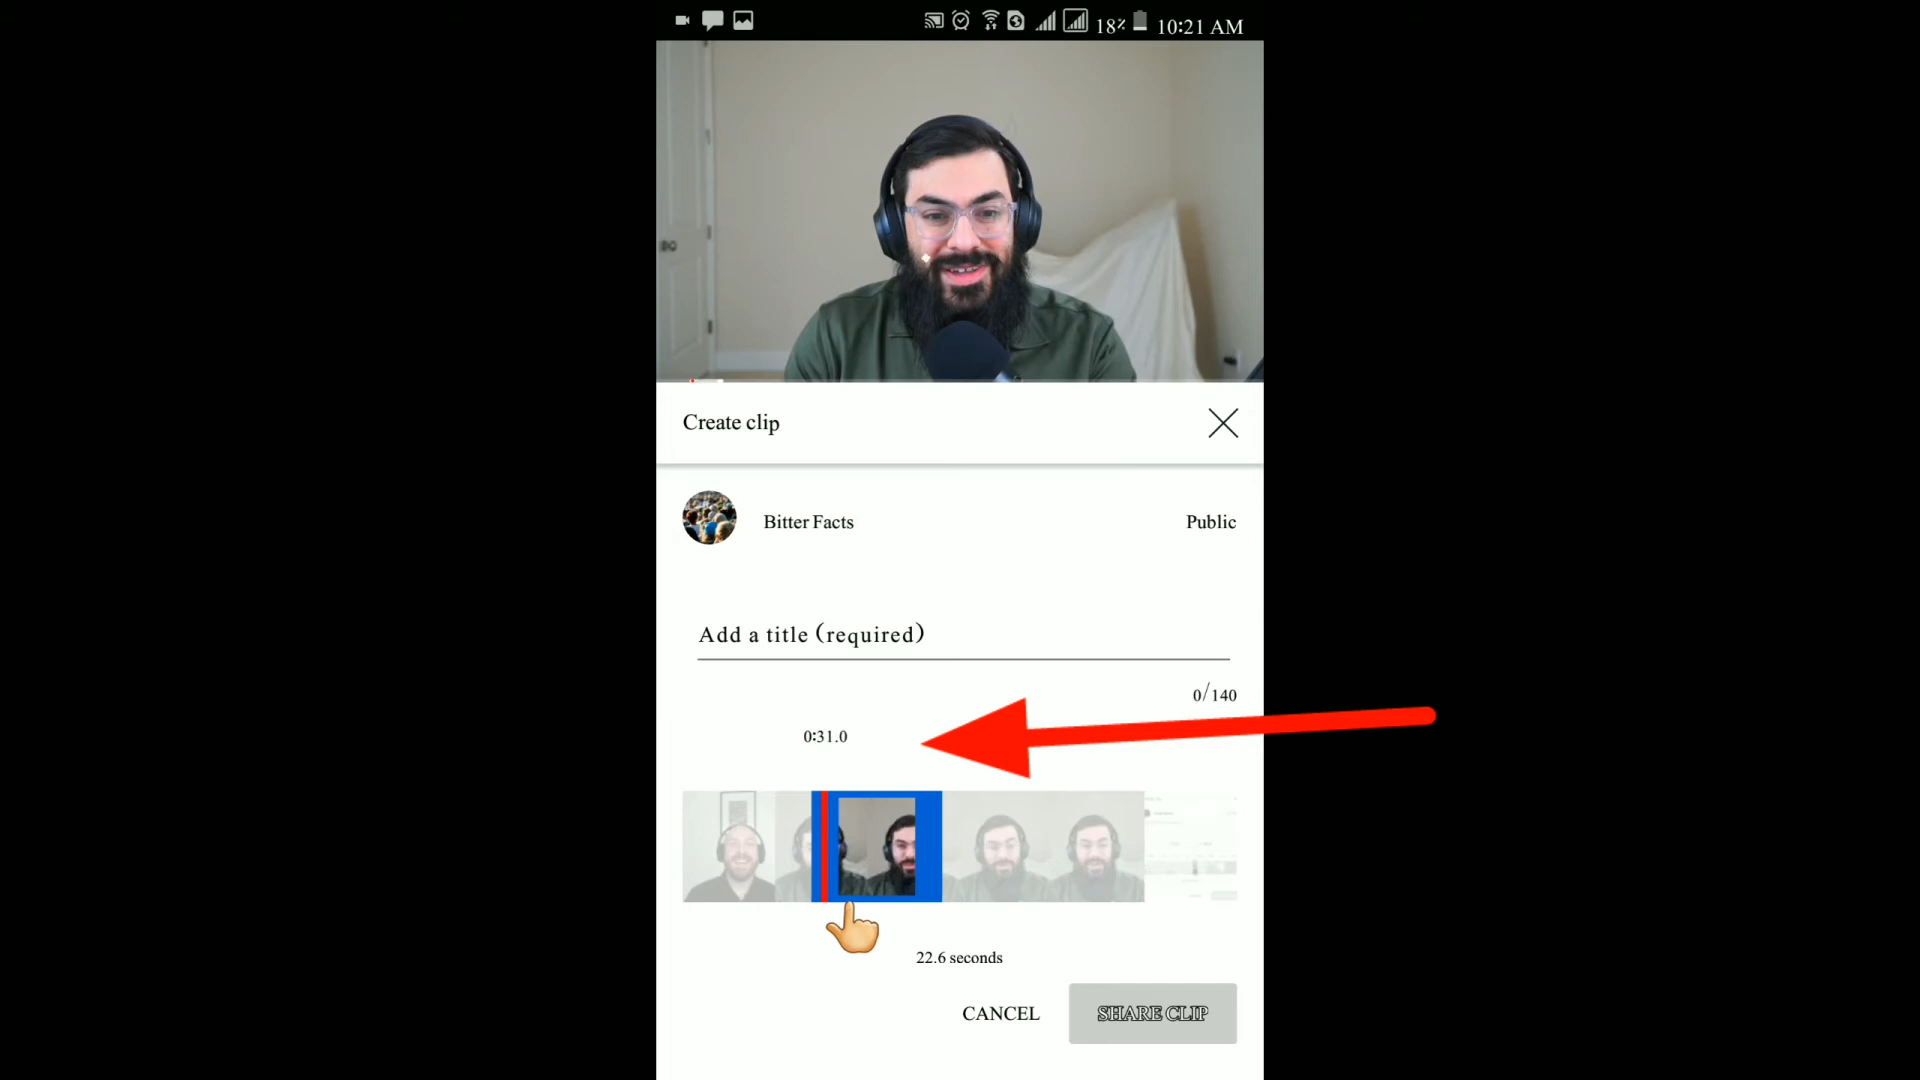 18% 10:21 AM
Create clip
Bitter Facts
Public
Add a title (required)
0/140
0:31.0
22.6 seconds
CANCEL
SHARE CLIP